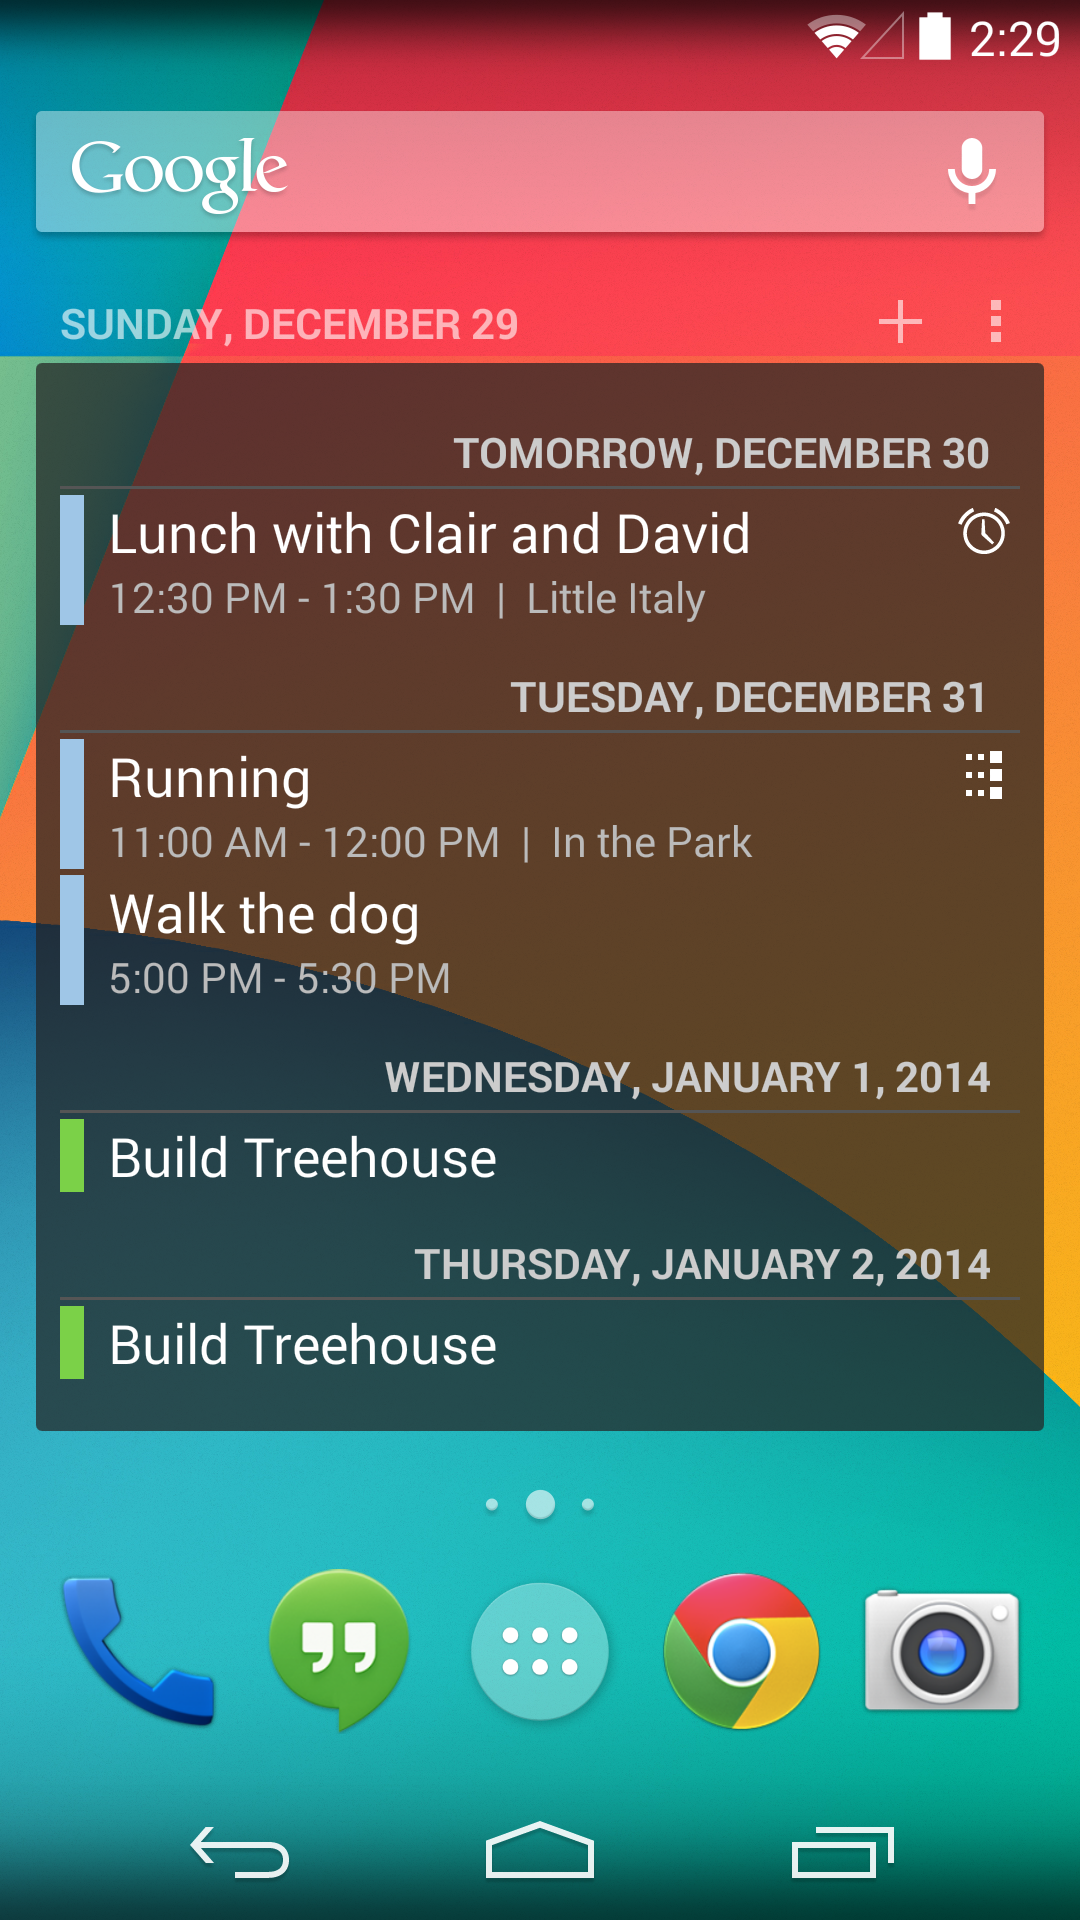 2:29
Google
SUNDAY, DECEMBER 29
TOMORROW, DECEMBER 30
Lunch with Clair and David
12:30 PM - 1:30 PM | Little Italy
TUESDAY, DECEMBER 31
Running
11:00 AM - 12:00 PM | In the Park
Walk the dog
5:00 PM - 5:30 PM
WEDNESDAY, JANUARY 1, 2014
Build Treehouse
THURSDAY, JANUARY 2, 2014
Build Treehouse